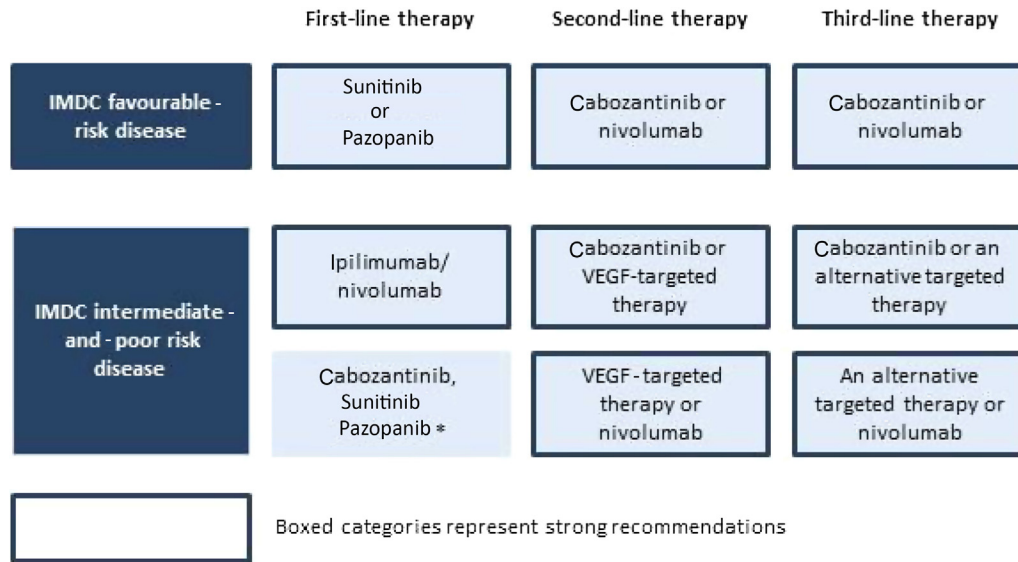 First-line therapy
Second-line therapy
Third-line therapy
IMDC favourable -
risk disease
Sunitinib
or
Pazopanib
Cabozantinib or
nivolumab
Cabozantinib or
nivolumab
IMDC intermediate -
and - poor risk
disease
Ipilimumab/
nivolumab
Cabozantinib or
VEGF-targeted
therapy
Cabozantinib or an
alternative targeted
therapy
Cabozantinib,
Sunitinib
Pazopanib *
VEGF - targeted
therapy or
nivolumab
An alternative
targeted therapy or
nivolumab
Boxed categories represent strong recommendations